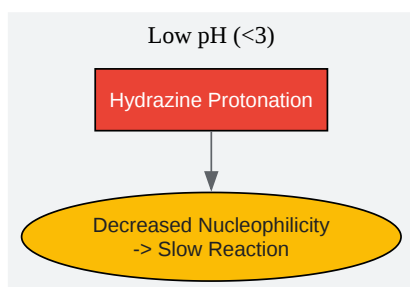 Low pH (<3)
Hydrazine Protonation
Decreased Nucleophilicity
-> Slow Reaction